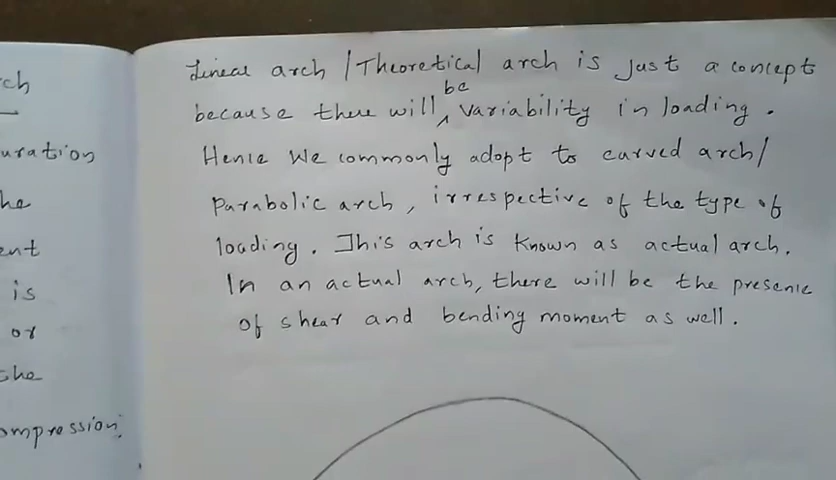 ch
uration
he
ent
is
or
the
ompression.
Lineal arch / Theoretical arch is just a concept
because there will be variability in loading.
Hence we commonly adopt to curved arch/
Parabolic arch, irrespective of the type of
loading. This arch is known as actual arch.
In an actual arch, there will be the presence
of shear and bending moment as well.